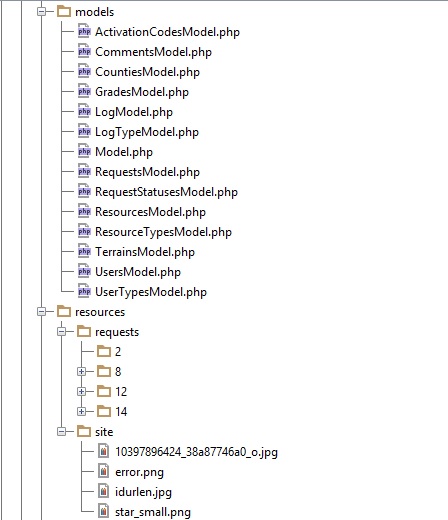 models
ActivationCodesModel.php
CommentsModel.php
CountiesModel.php
GradesModel.php
LogModel.php
LogTypeModel.php
Model.php
RequestsModel.php
RequestStatusesModel.php
ResourcesModel.php
ResourceTypesModel.php
TerrainsModel.php
UsersModel.php
UserTypesModel.php
resources
requests
2
8
12
14
site
10397896424_38a87746a0_o.jpg
error.png
idurlen.jpg
star_small.png